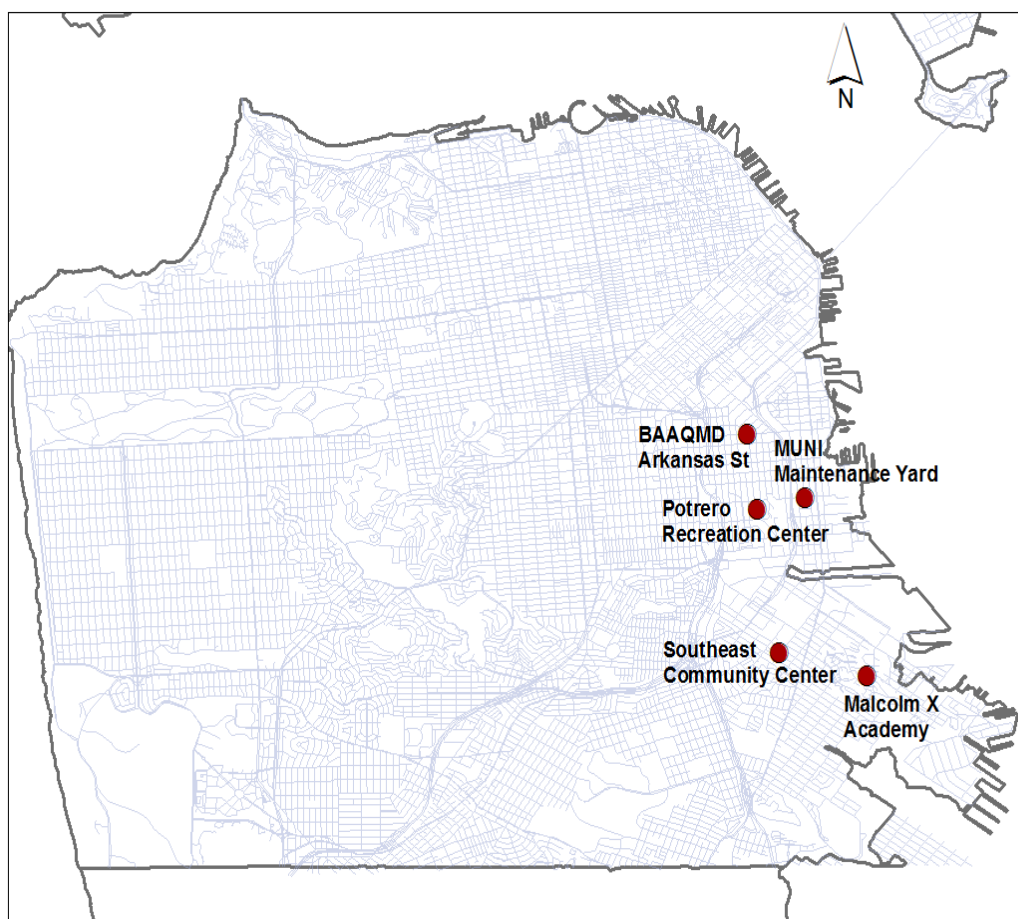 N
BAAQMD
Arkansas St
MUNI
Maintenance Yard
Potrero
Recreation Center
Southeast
Community Center
Malcolm X
Academy